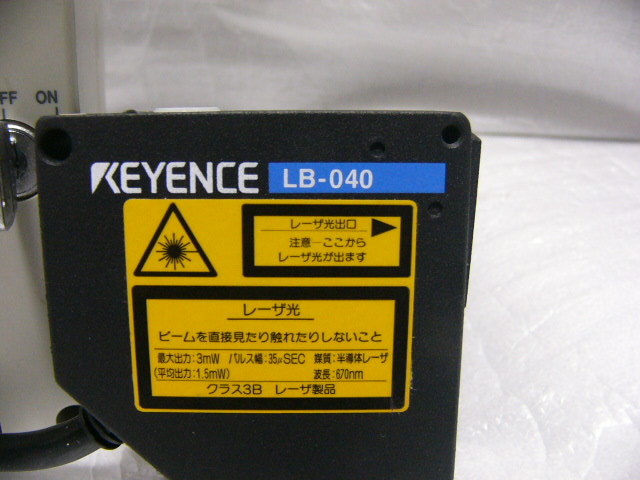 FF ON
KEYENCE LB-040
レーザ光出口
注意—ここから
レーザ光が出ます
レーザ光
ビームを直接見たり触れたりしないこと
最大出力:3mW パルス幅:35μSEC 媒質:半導体レーザ
(平均出力:1.5mW) 波長:670nm
クラス3B レーザ製品